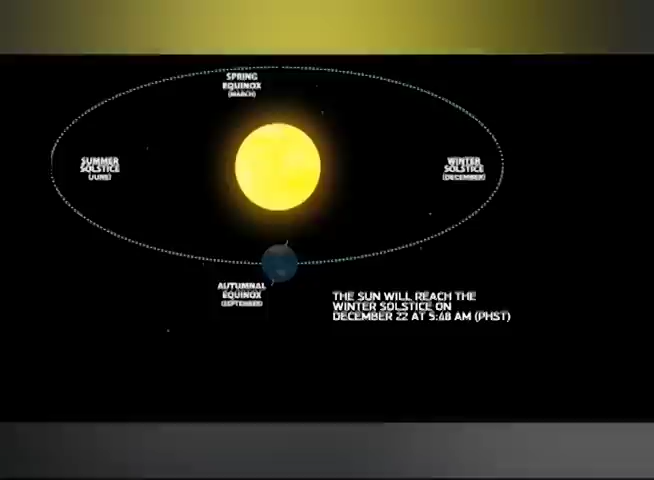 SPRING
EQUINOX
(MARCH)
SUMMER
SOLSTICE
(JUNE)
WINTER
SOLSTICE
(DECEMBER)
AUTUMNAL
EQUINOX
(SEPTEMBER)
THE SUN WILL REACH THE
WINTER SOLSTICE ON
DECEMBER 22 AT 5:48 AM (PHST)